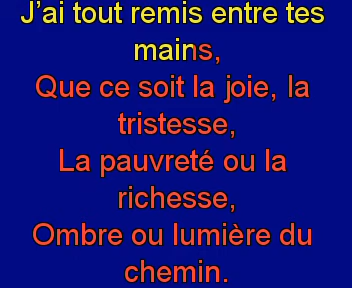 J’ai tout remis entre tes
mains,
Que ce soit la joie, la
tristesse,
La pauvreté ou la
richesse,
Ombre ou lumière du
chemin.